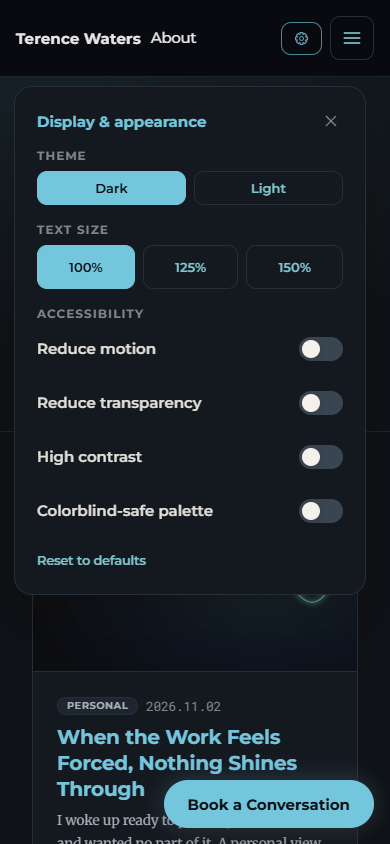 Terence Waters About
Display & appearance
THEME
Dark Light
TEXT SIZE
100% 125% 150%
ACCESSIBILITY
Reduce motion
Reduce transparency
High contrast
Colorblind-safe palette
Reset to defaults
PERSONAL 2026.11.02
When the Work Feels
Forced, Nothing Shines
Through
Book a Conversation
I woke up ready to
and wanted no part of it. A personal view